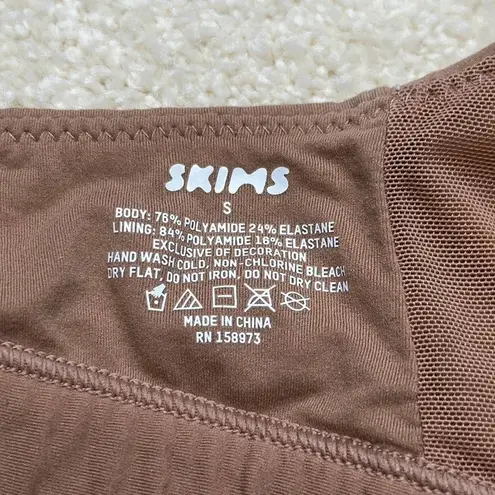 SKIMS
S
BODY: 76% POLYAMIDE 24% ELASTANE
LINING: 84% POLYAMIDE 16% ELASTANE
EXCLUSIVE OF DECORATION
HAND WASH COLD, NON-CHLORINE BLEACH
DRY FLAT, DO NOT IRON, DO NOT DRY CLEAN
MADE IN CHINA
RN 158973